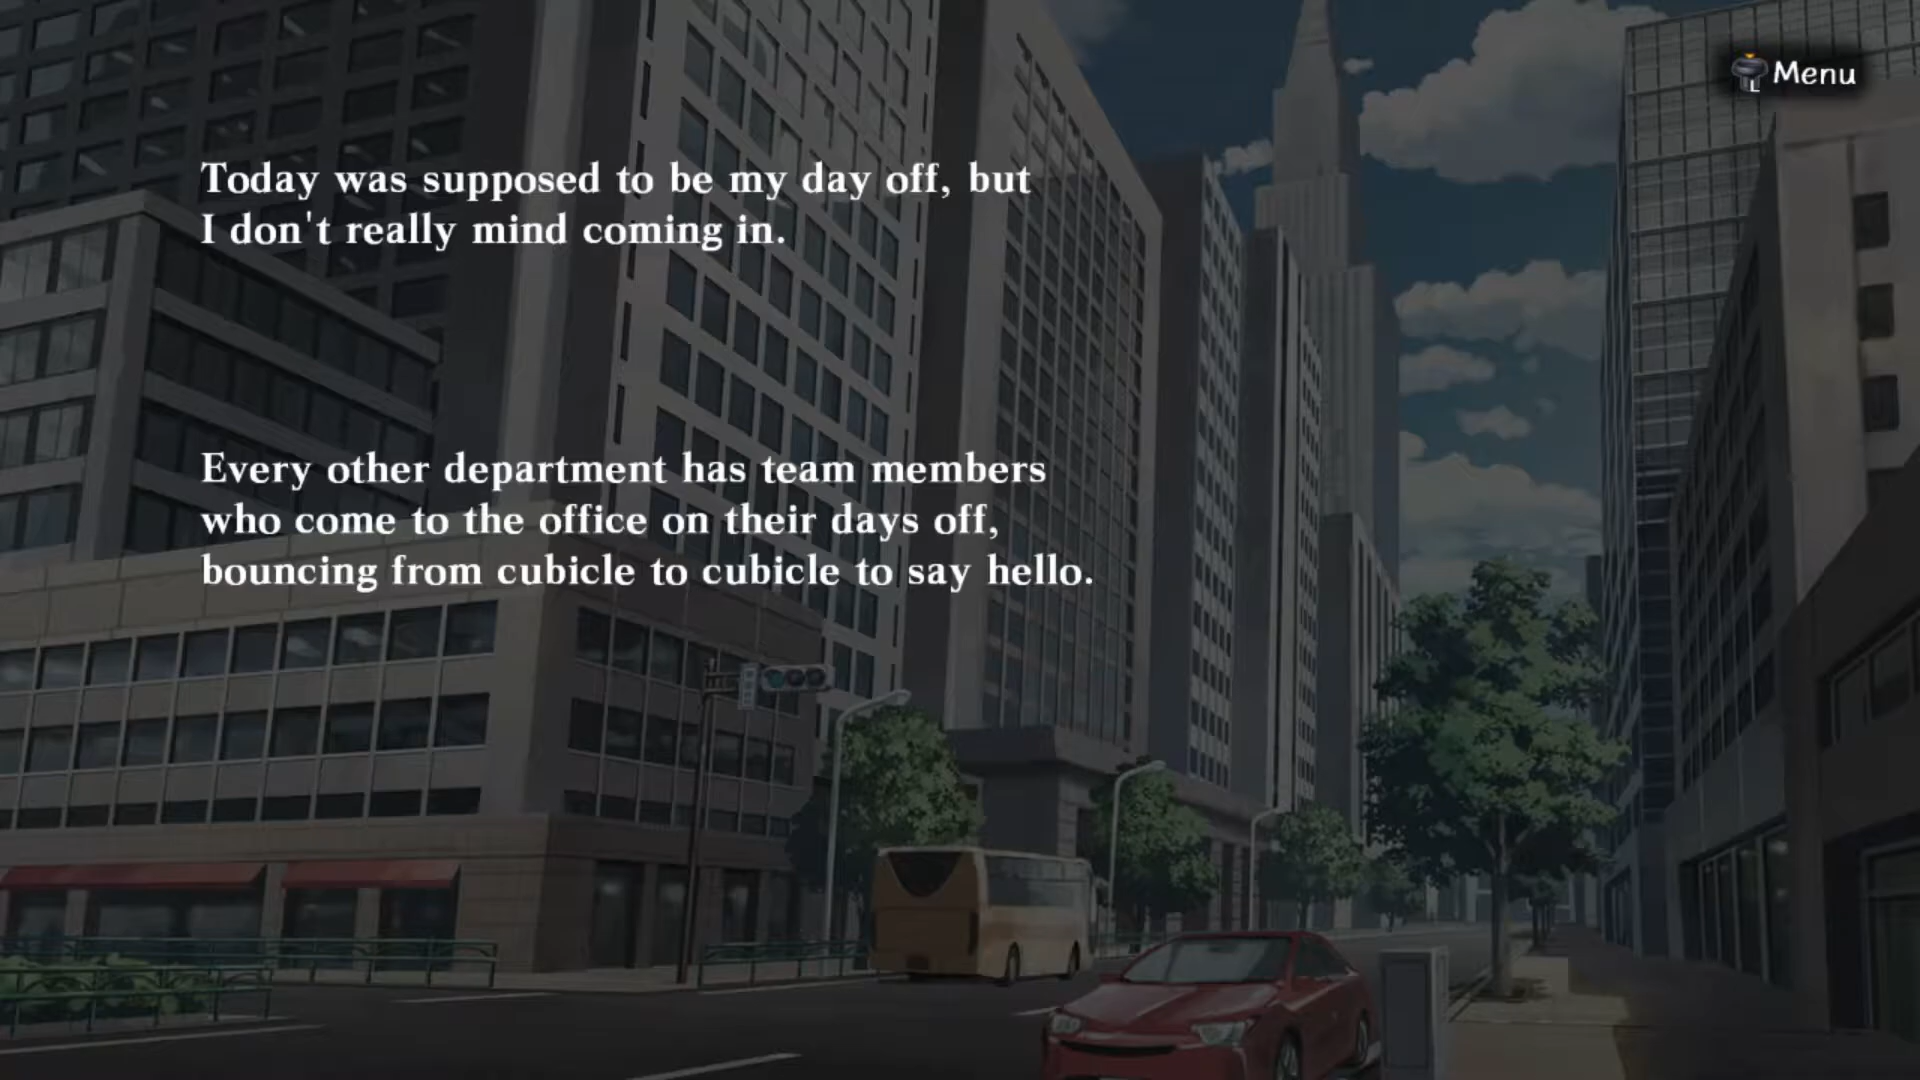 Menu
Today was supposed to be my day off, but
I don't really mind coming in.
Every other department has team members
who come to the office on their days off,
bouncing from cubicle to cubicle to say hello.